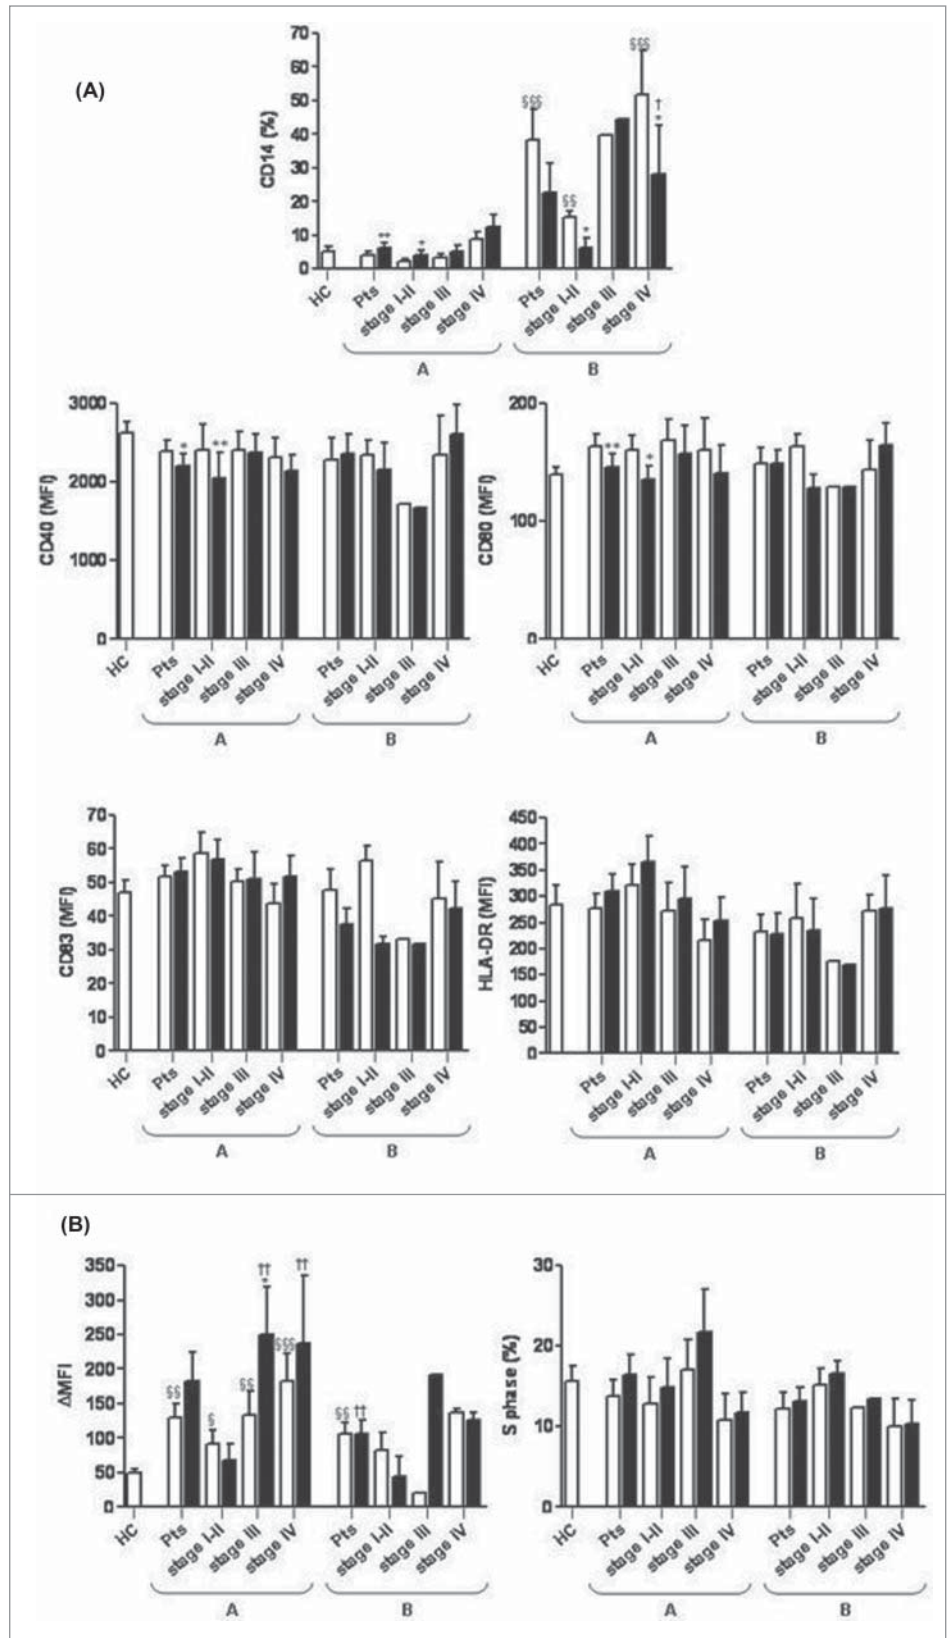 (A)
CD14 (%)
70
60
50
40
30
20
10
0
§§§
§§
§§§
†
*
**
*
*
HC
Pts
stage I-II
stage III
stage IV
Pts
stage I-II
stage III
stage IV
A
B
CD40 (MFI)
3000
2000
1000
0
*
**
HC
Pts
stage I-II
stage III
stage IV
Pts
stage I-II
stage III
stage IV
A
B
CD80 (MFI)
200
100
0
**
*
HC
Pts
stage I-II
stage III
stage IV
Pts
stage I-II
stage III
stage IV
A
B
CD83 (MFI)
70
60
50
40
30
20
10
0
HC
Pts
stage I-II
stage III
stage IV
Pts
stage I-II
stage III
stage IV
A
B
HLA-DR (MFI)
450
400
350
300
250
200
150
100
50
0
Pts
stage I-II
stage III
stage IV
Pts
stage I-II
stage III
stage IV
A
B
(B)
ΔMFI
350
300
250
200
150
100
50
0
§§
§
§§
††
*
§§§
††
§§
††
HC
Pts
stage I-II
stage III
stage IV
Pts
stage I-II
stage III
stage IV
A
B
S phase (%)
30
20
10
0
HC
Pts
stage I-II
stage III
stage IV
Pts
stage I-II
stage III
stage IV
A
B